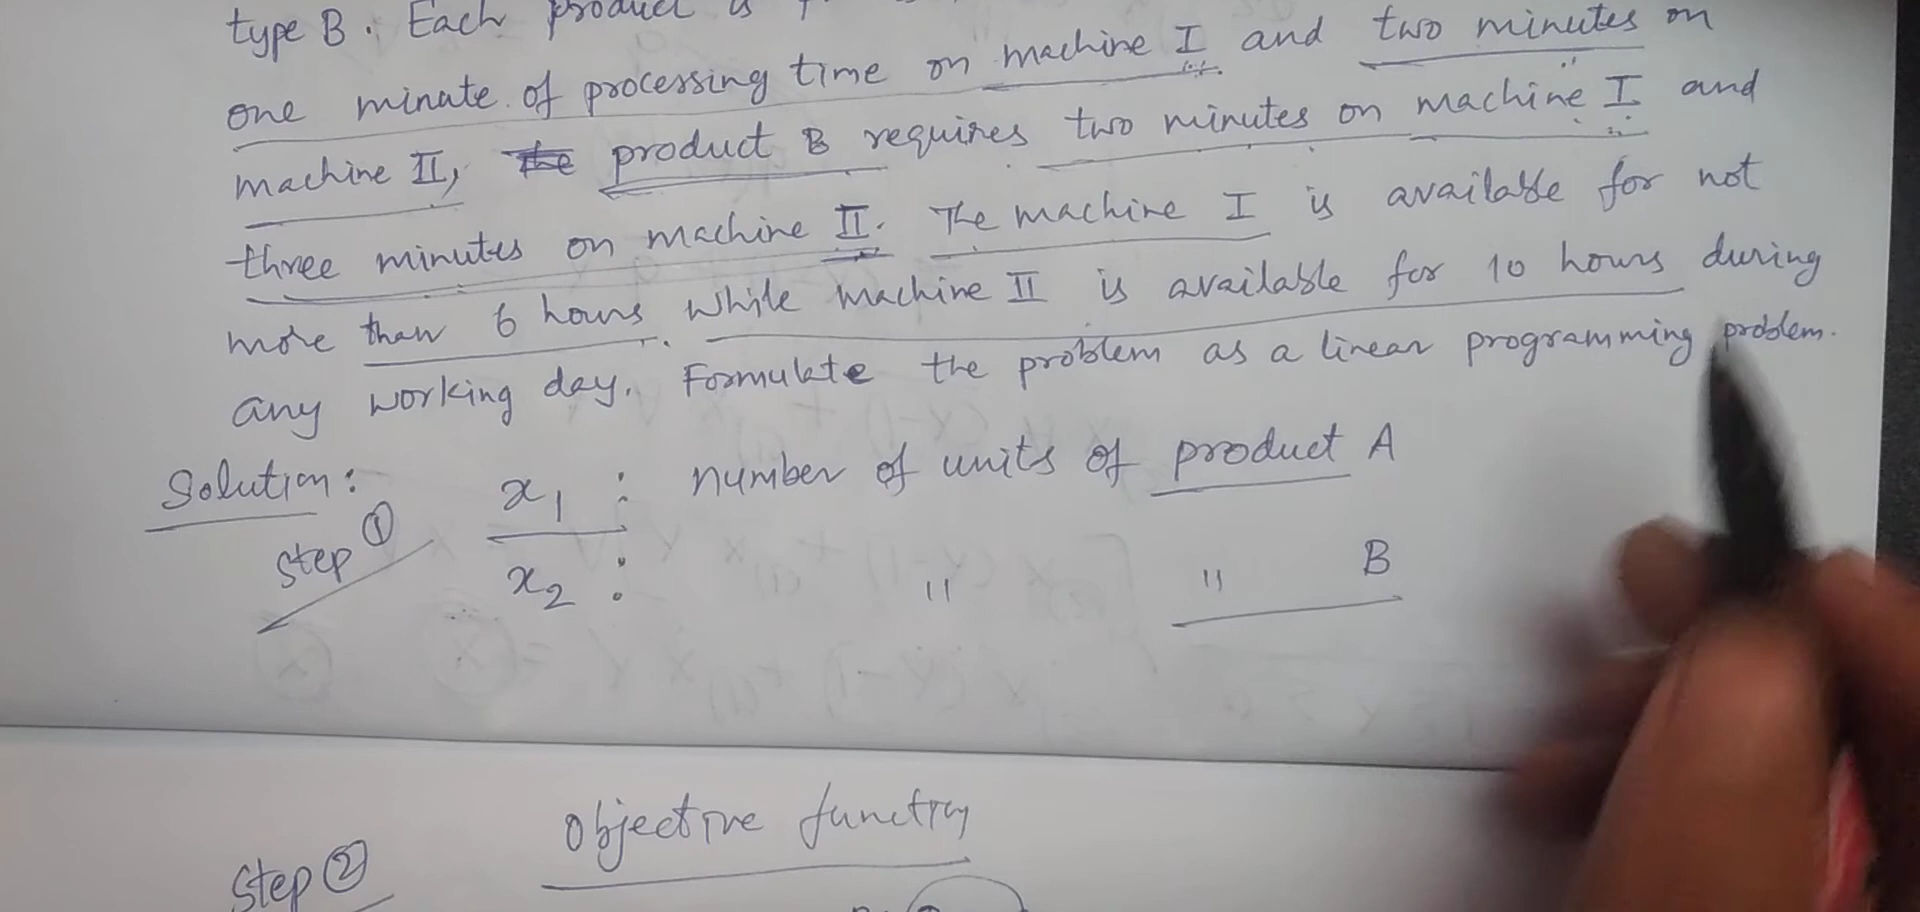 type B. Each product is
one minute of processing time on machine I and two minutes on
machine II, the product B requires two minutes on machine I and
three minutes on machine II. The machine I is available for not
more than 6 hours while machine II is available for 10 hours during
any working day. Formulate the problem as a linear programming problem.
Solution:
Step ①
x₁ : number of units of product A
x₂ : " " B
Step ②
Objective function